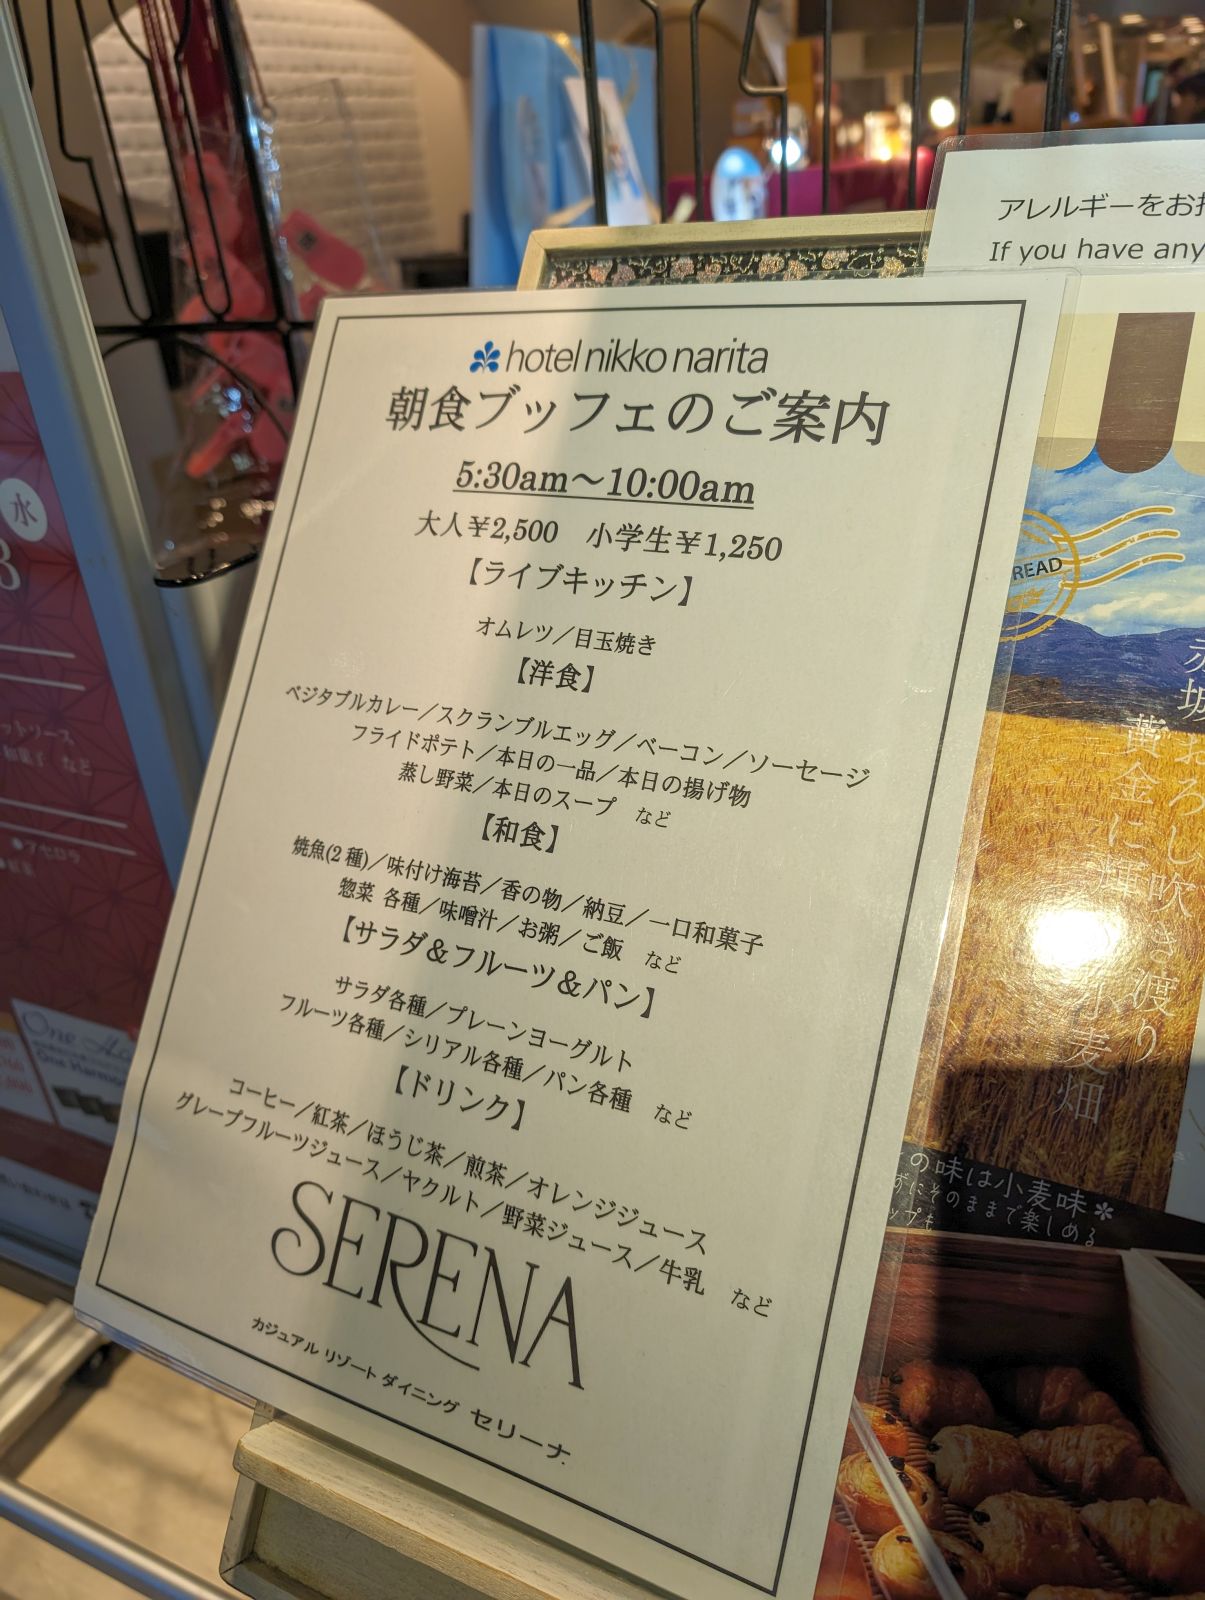 hotel nikko narita
朝食ブッフェのご案内
5:30am～10:00am
大人￥2,500　小学生￥1,250
【ライブキッチン】
オムレツ／目玉焼き
【洋食】
ベジタブルカレー／スクランブルエッグ／ベーコン／ソーセージ
フライドポテト／本日の一品／本日の揚げ物
蒸し野菜／本日のスープ　など
【和食】
焼魚(2種)／味付け海苔／香の物／納豆／一口和菓子
惣菜 各種／味噌汁／お粥／ご飯　など
【サラダ＆フルーツ＆パン】
サラダ各種／プレーンヨーグルト
フルーツ各種／シリアル各種／パン各種　など
【ドリンク】
コーヒー／紅茶／ほうじ茶／煎茶／オレンジジュース
グレープフルーツジュース／ヤクルト／野菜ジュース／牛乳　など
SERENA
カジュアル リゾート ダイニング セリーナ
アレルギーをお持
If you have any
READ
赤城おろし吹き渡り
黄金に輝
小麦畑
の味は小麦味
ずにそのままで楽しめる
水
和菓子 など